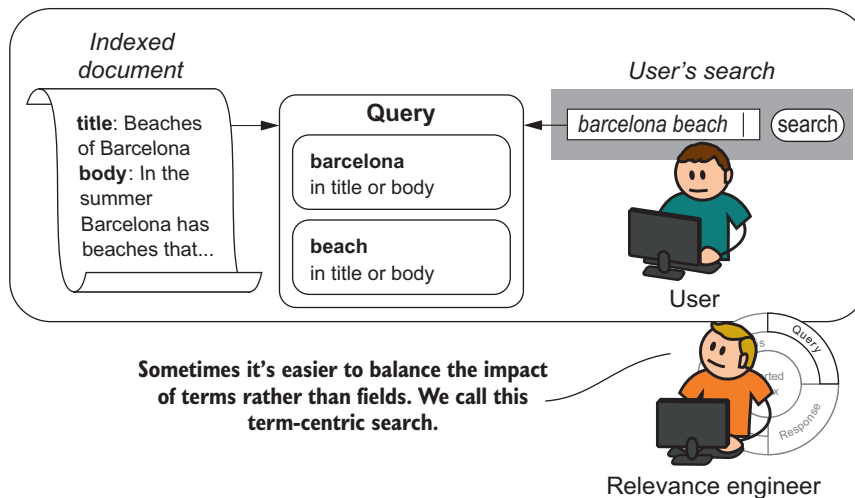 Indexed
document
title: Beaches
of Barcelona
body: In the
summer
Barcelona has
beaches that...
Query
barcelona
in title or body
beach
in title or body
User's search
barcelona beach
search
User
Sometimes it's easier to balance the impact
of terms rather than fields. We call this
term-centric search.
Query
Response
Relevance engineer